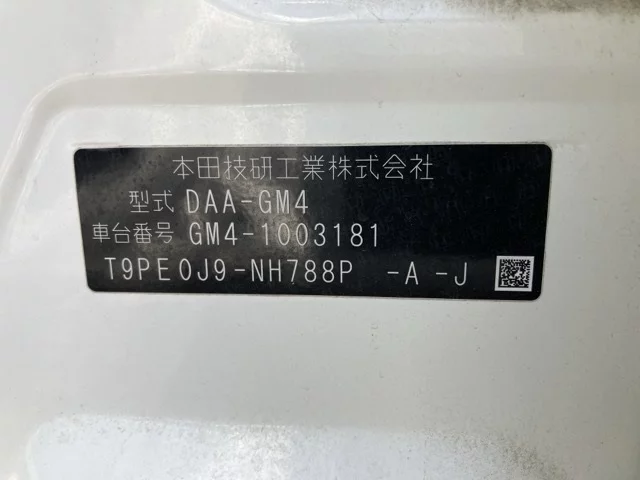 本田技研工業株式会社
型式 DAA-GM4
車台番号 GM4-1003181
T9PE0J9-NH788P -A -J